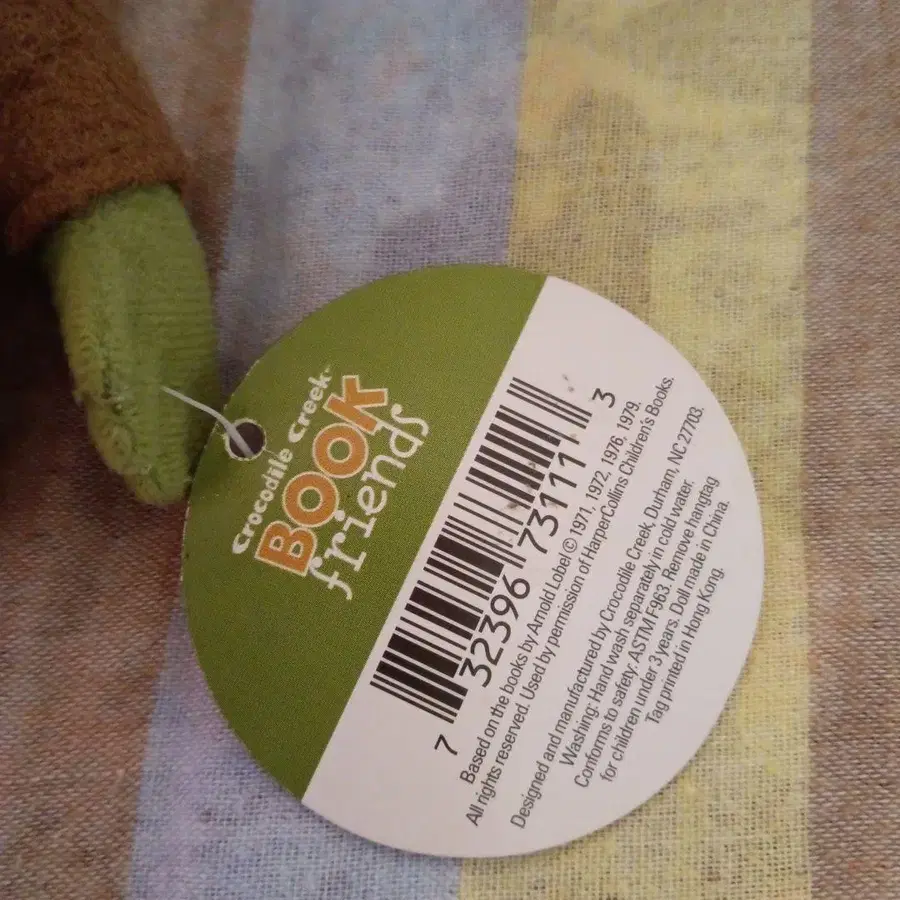 Crocodile Creek™
BOOK
friends
7 32396 73111 3
Based on the books by Arnold Lobel © 1971, 1972, 1976, 1979.
All rights reserved. Used by permission of HarperCollins Children's Books.
Designed and manufactured by Crocodile Creek, Durham, NC 27703.
Washing: Hand wash separately in cold water.
Conforms to safety: ASTM F963. Remove hangtag
for children under 3 years. Doll made in China.
Tag printed in Hong Kong.